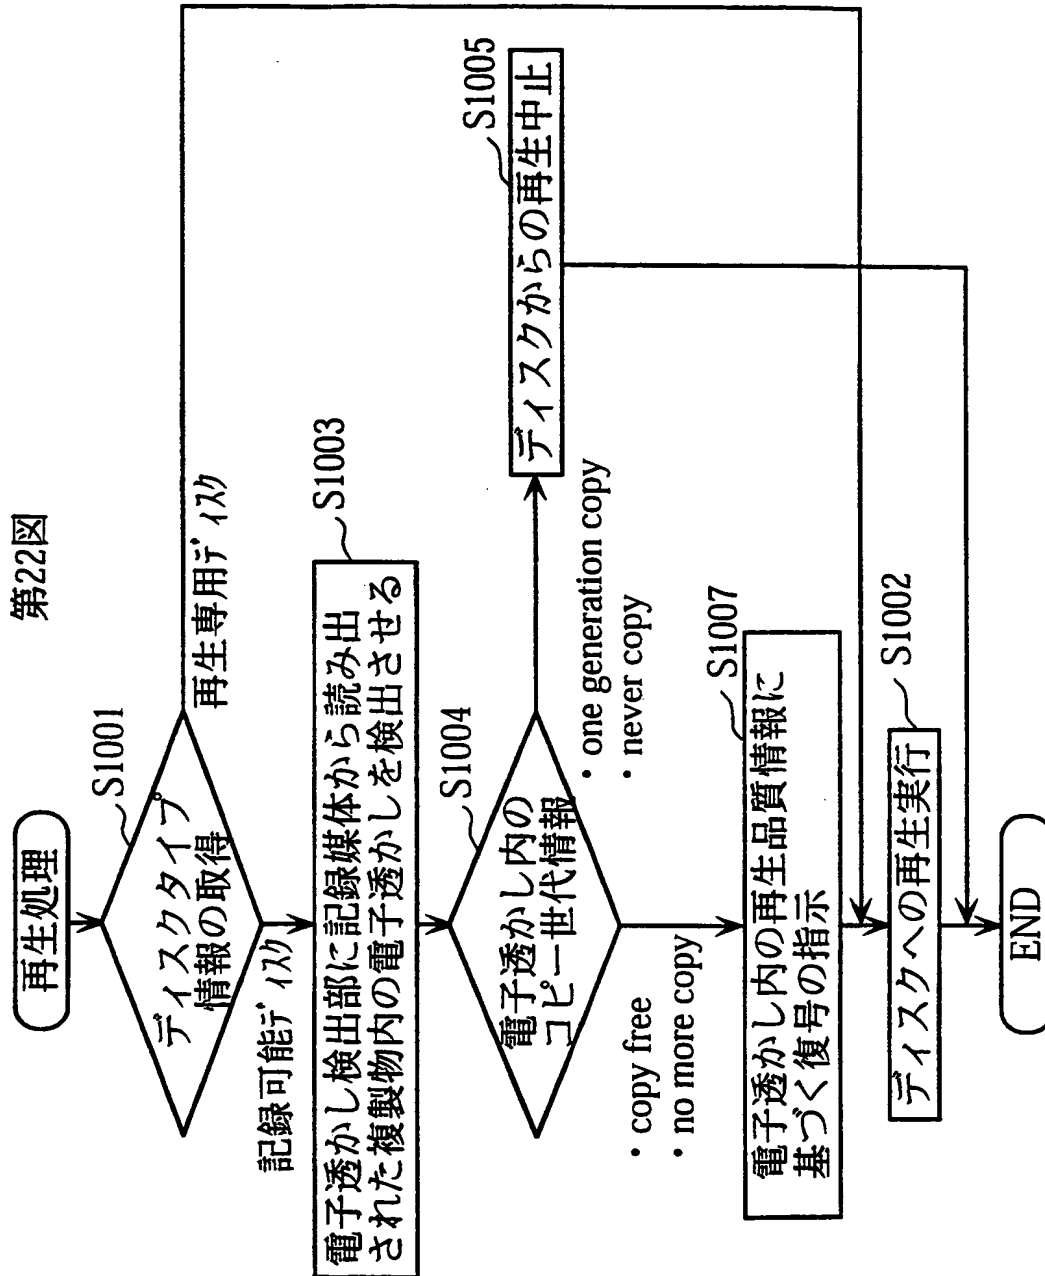 第22図
再生処理
S1001
ディスクタイプ
情報の取得
再生専用ディスク
記録可能ディスク
S1003
電子透かし検出部に記録媒体から読み出
された複製物内の電子透かしを検出させる
S1004
電子透かし内の
コピー世代情報
・one generation copy
・never copy
S1005
ディスクからの再生中止
・copy free
・no more copy
S1007
電子透かし内の再生品質情報に
基づく復号の指示
S1002
ディスクへの再生実行
END